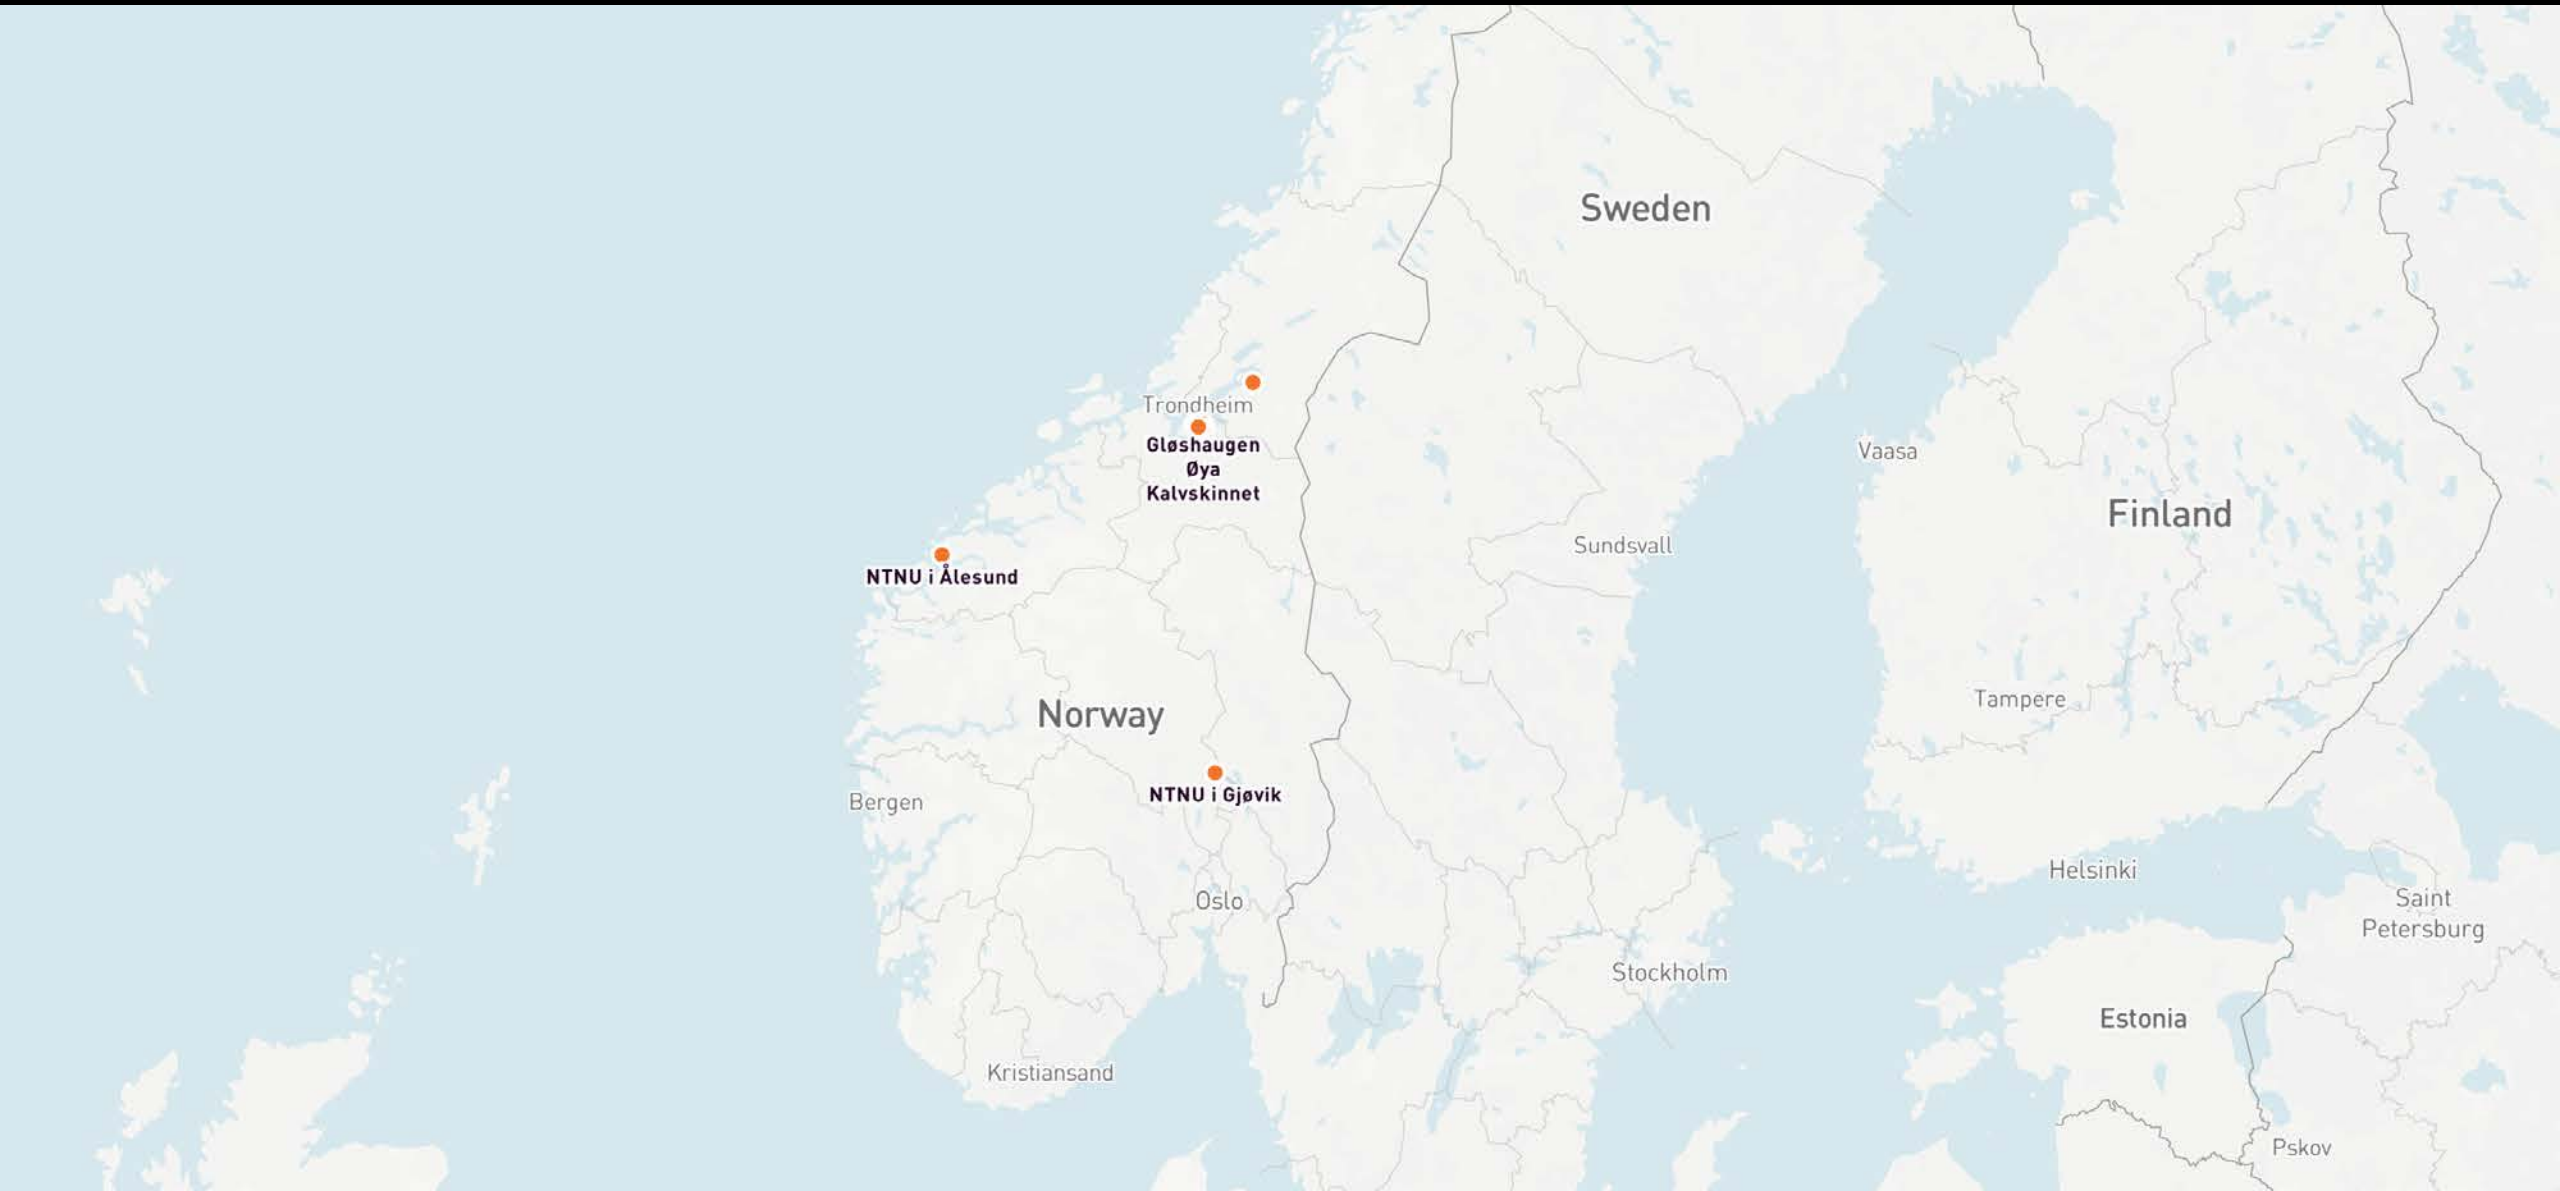 Sweden
Trondheim
Gløshaugen
Øya
Kalvskinnet
Vaasa
Finland
Sundsvall
NTNU i Ålesund
Tampere
Norway
NTNU i Gjøvik
Bergen
Helsinki
Oslo
Saint
Petersburg
Stockholm
Estonia
Kristiansand
Pskov